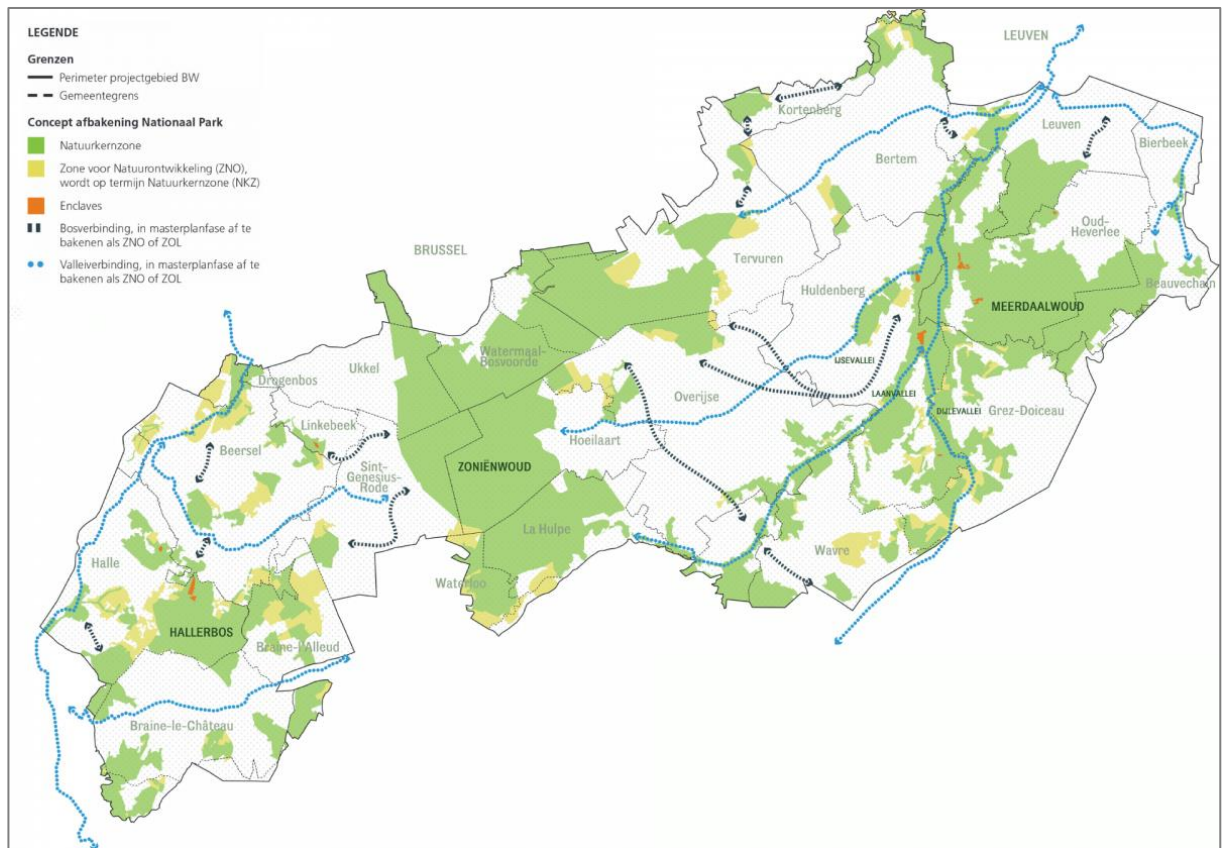 LEGENDE
Grenzen
Perimeter projectgebied BW
Gemeentegrens
Concept afbakening Nationaal Park
Natuurkernzone
Zone voor Natuurontwikkeling (ZNO),
wordt op termijn Natuurkernzone (NKZ)
Enclaves
Bosverbinding, in masterplanfase af te
bakenen als ZNO of ZOL
Valleiverbinding, in masterplanfase af te
bakenen als ZNO of ZOL
LEUVEN
Kortenberg
Leuven
Bierbeek
Bertem
Oud-
Heverlee
BRUSSEL
Tervuren
Huldenberg
Beauvechain
MEERDAALWOUD
Watermaal-
Bosvoorde
IJSEVALLEI
Ukkel
Drogenbos
Overijse
LAANVALLEI
DIJLEVALLEI
Grez-Doiceau
Linkebeek
Beersel
Hoeilaart
ZONIËNWOUD
Sint-
Genesius-
Rode
La Hulpe
Wavre
Halle
Waterloo
HALLERBOS
Braine-l'Alleud
Braine-le-Château